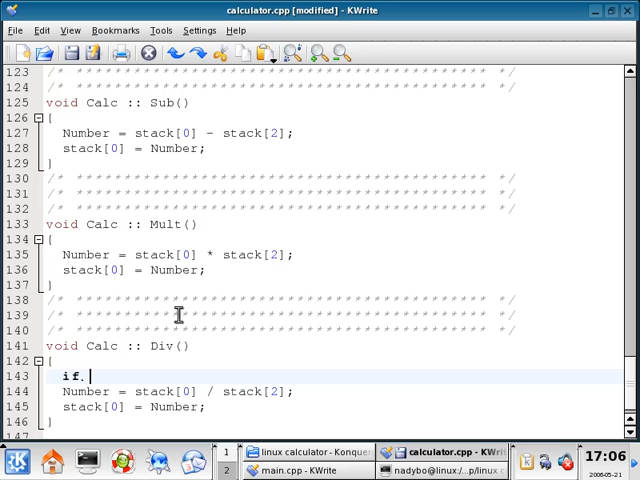 calculator.cpp [modified] - KWrite
File Edit View Bookmarks Tools Settings Help
123 /* ************************************************* */
124 /* ************************************************* */
125 void Calc :: Sub()
126 {
127 Number = stack[0] - stack[2];
128 stack[0] = Number;
129 }
130 /* ************************************************* */
131 /* ************************************************* */
132 /* ************************************************* */
133 void Calc :: Mult()
134 {
135 Number = stack[0] * stack[2];
136 stack[0] = Number;
137 }
138 /* ************************************************* */
139 /* ************************************************* */
140 /* ************************************************* */
141 void Calc :: Div()
142 {
143 if.
144 Number = stack[0] / stack[2];
145 stack[0] = Number;
146 }
147
1 linux calculator - Konquer calculator.cpp - KWrit 17:06
2 main.cpp - KWrite nadybo@linux:/...p/linux c 2006-05-21